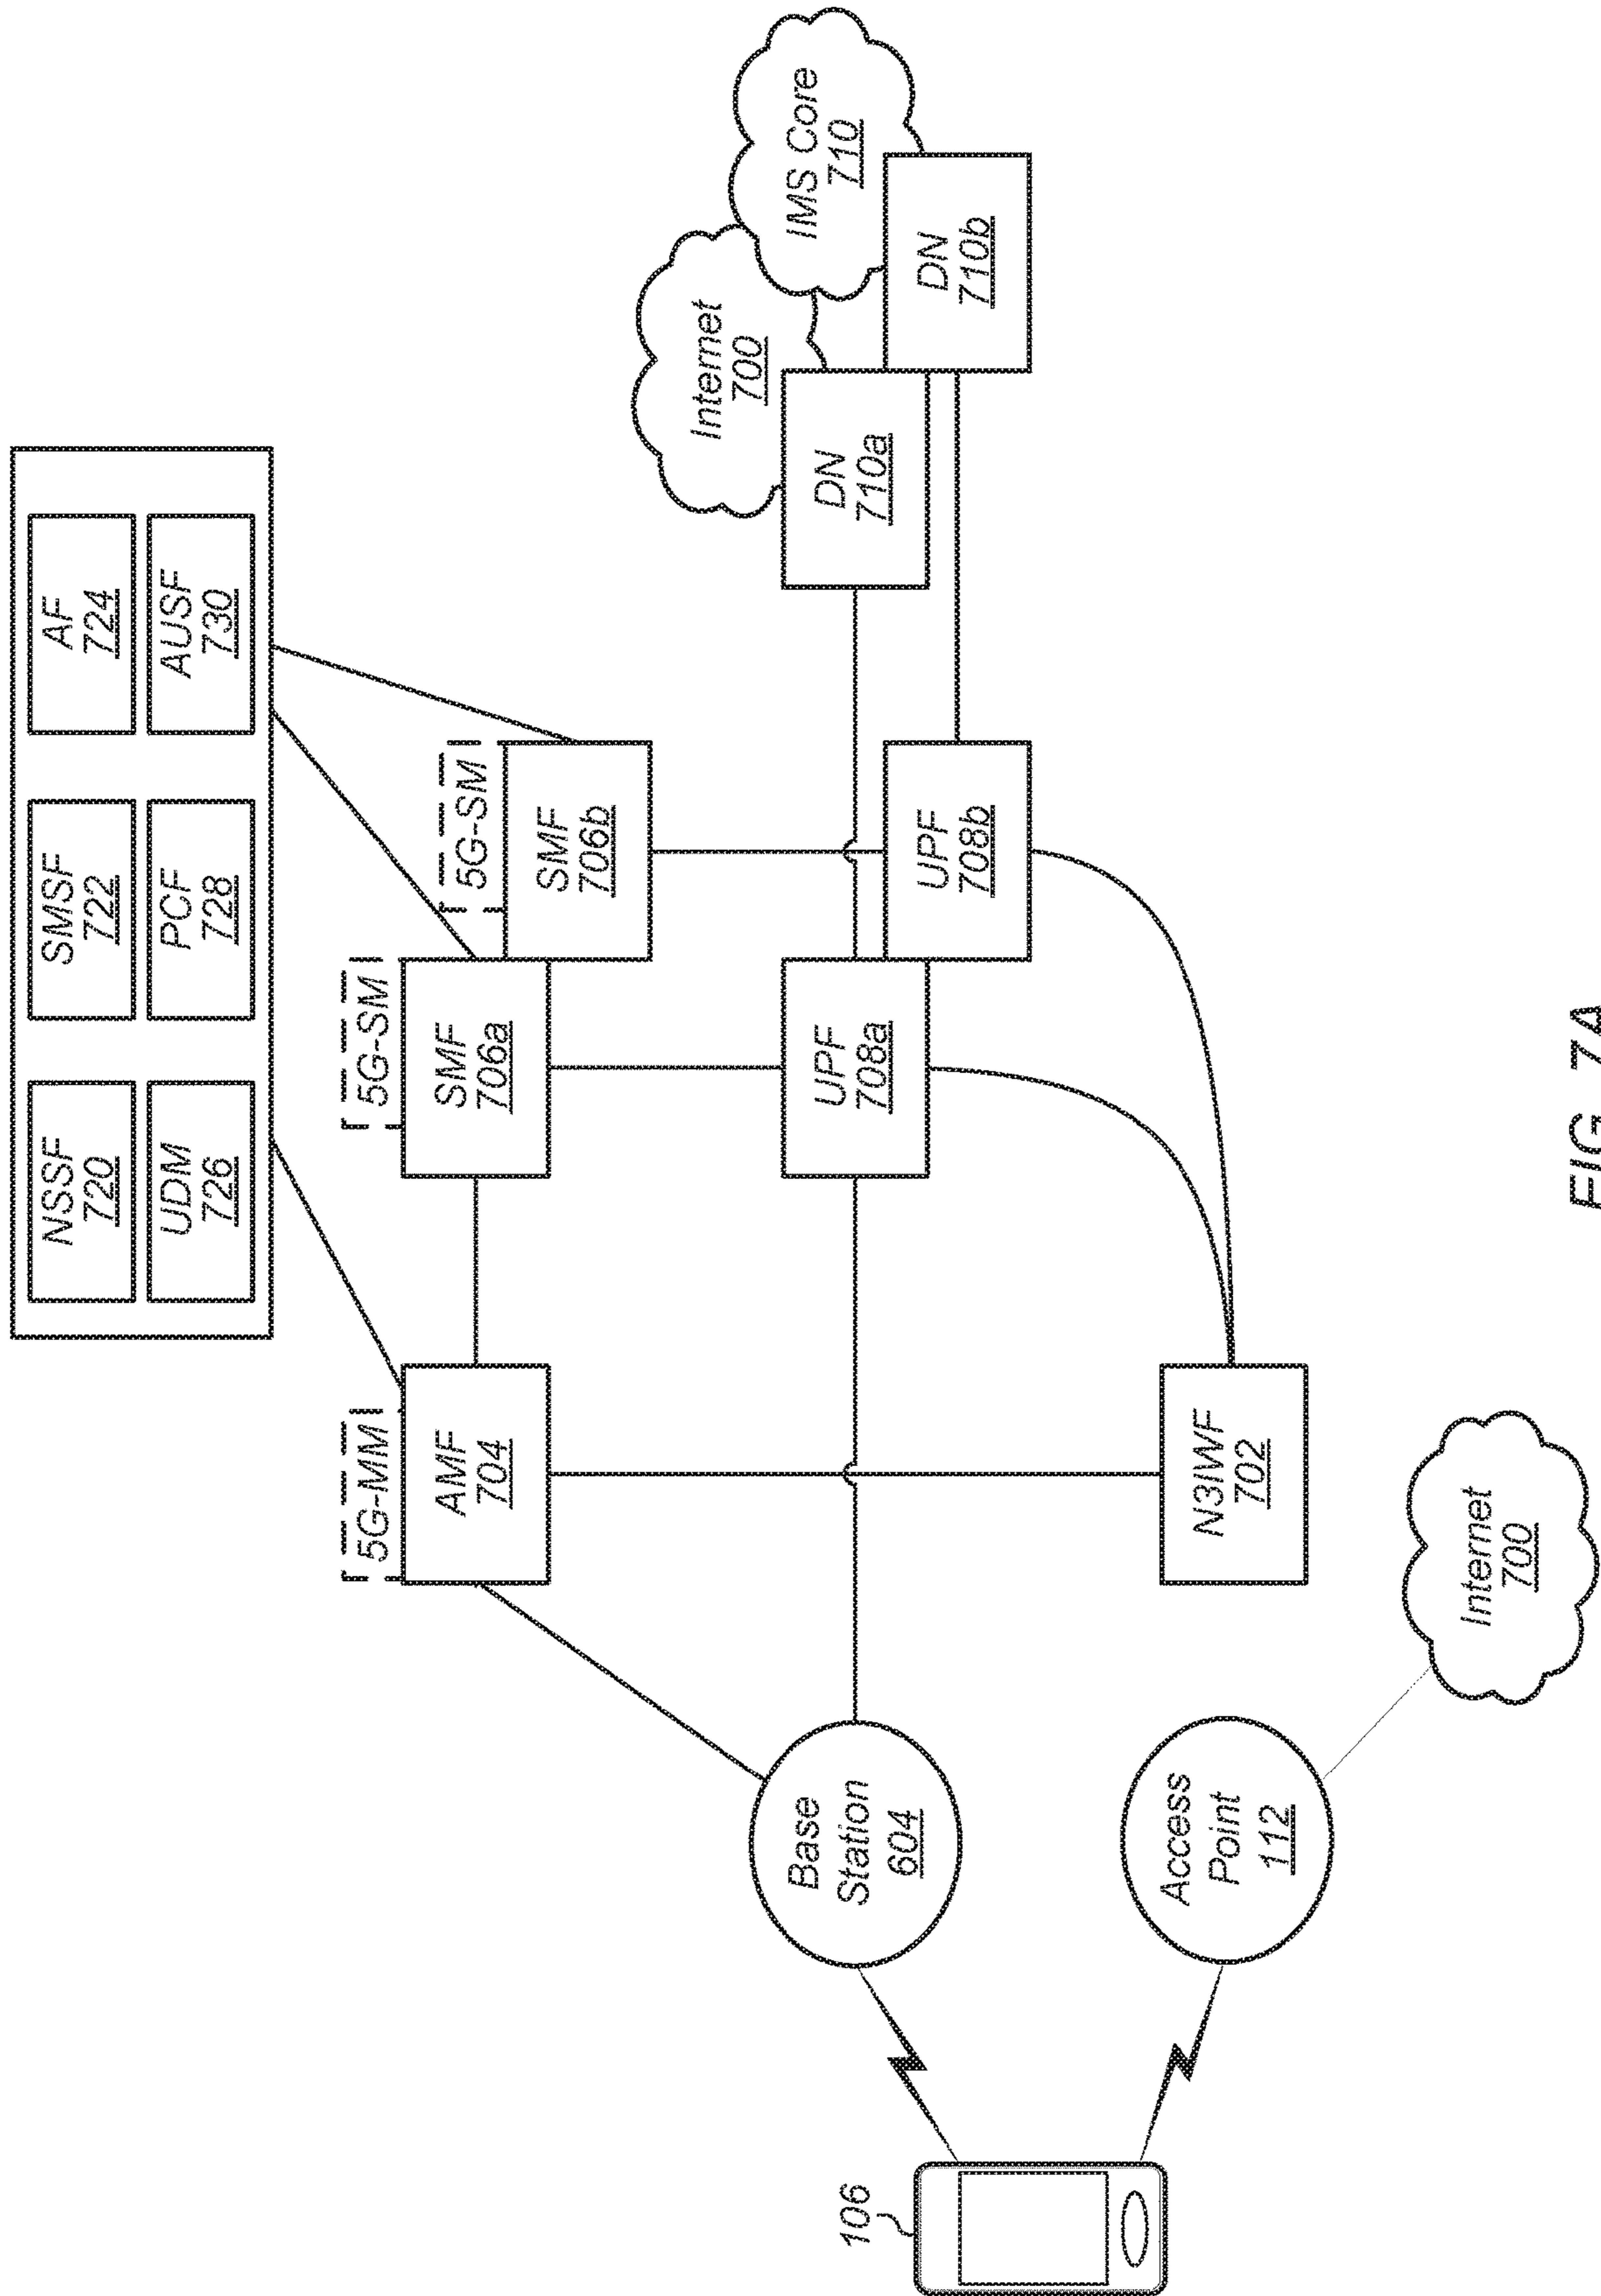 NSSF
720
SMSF
722
AF
724
UDM
726
PCF
728
AUSF
730
5G-MM
5G-SM
5G-SM
AMF
704
SMF
706a
SMF
706b
Internet
700
IMS Core
710
Base
Station
604
UPF
708a
UPF
708b
DN
710a
DN
710b
106
Access
Point
112
N3IWF
702
Internet
700
FIG. 7A